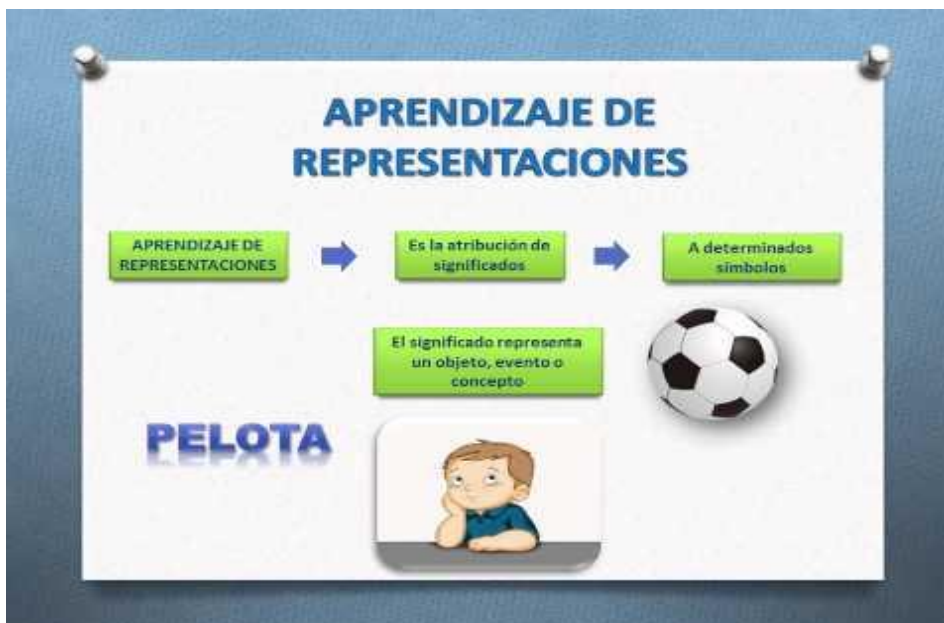 APRENDIZAJE DE
REPRESENTACIONES
APRENDIZAJE DE
REPRESENTACIONES
Es la atribución de
significados
A determinados
símbolos
El significado representa
un objeto, evento o
concepto
PELOTA